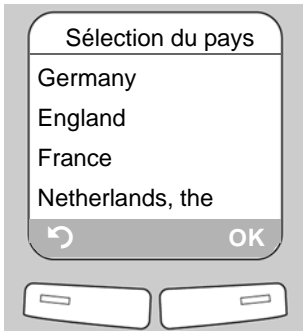 Sélection du pays
Germany
England
France
Netherlands, the
OK